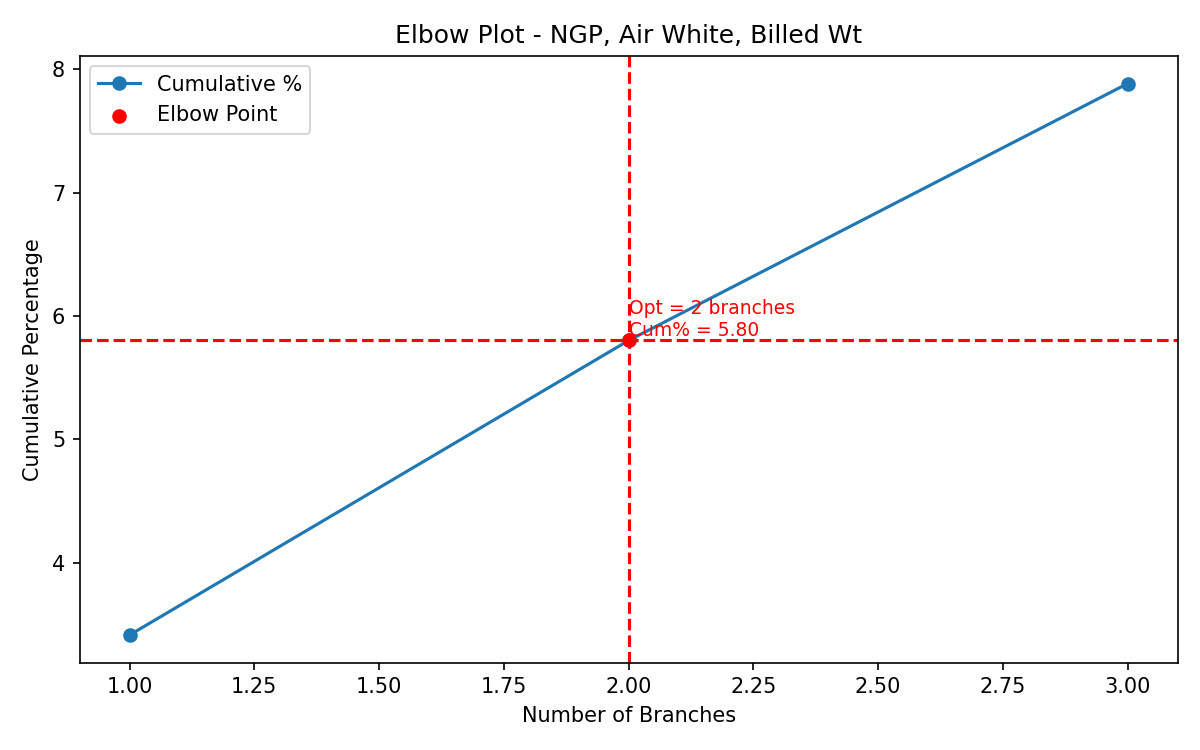 Elbow Plot - NGP, Air White, Billed Wt
Cumulative %
Elbow Point
Cumulative Percentage
8
7
6
5
4
Opt = 2 branches
Cum% = 5.80
1.00
1.25
1.50
1.75
2.00
2.25
2.50
2.75
3.00
Number of Branches